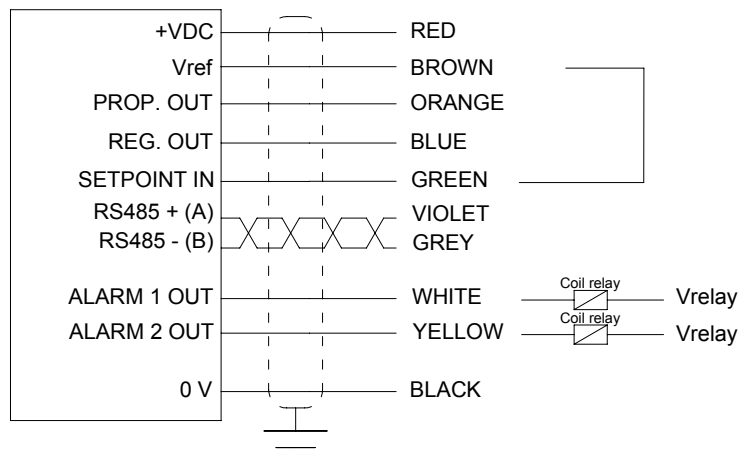 +VDC RED
Vref BROWN
PROP. OUT ORANGE
REG. OUT BLUE
SETPOINT IN GREEN
RS485 + (A) VIOLET
RS485 - (B) GREY
ALARM 1 OUT WHITE Coil relay Vrelay
ALARM 2 OUT YELLOW Coil relay Vrelay
0 V BLACK